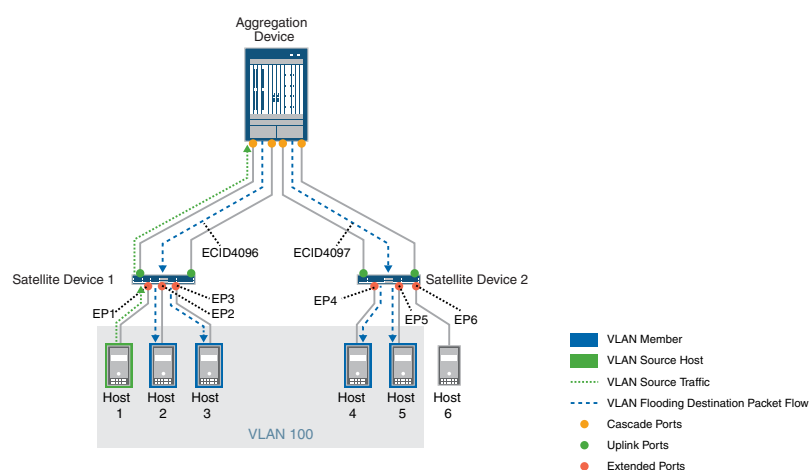 Aggregation
Device
ECID4096
ECID4097
Satellite Device 1
Satellite Device 2
EP1
EP3
EP2
EP4
EP5
EP6
Host
1
Host
2
Host
3
Host
4
Host
5
Host
6
VLAN 100
VLAN Member
VLAN Source Host
VLAN Source Traffic
VLAN Flooding Destination Packet Flow
Cascade Ports
Uplink Ports
Extended Ports